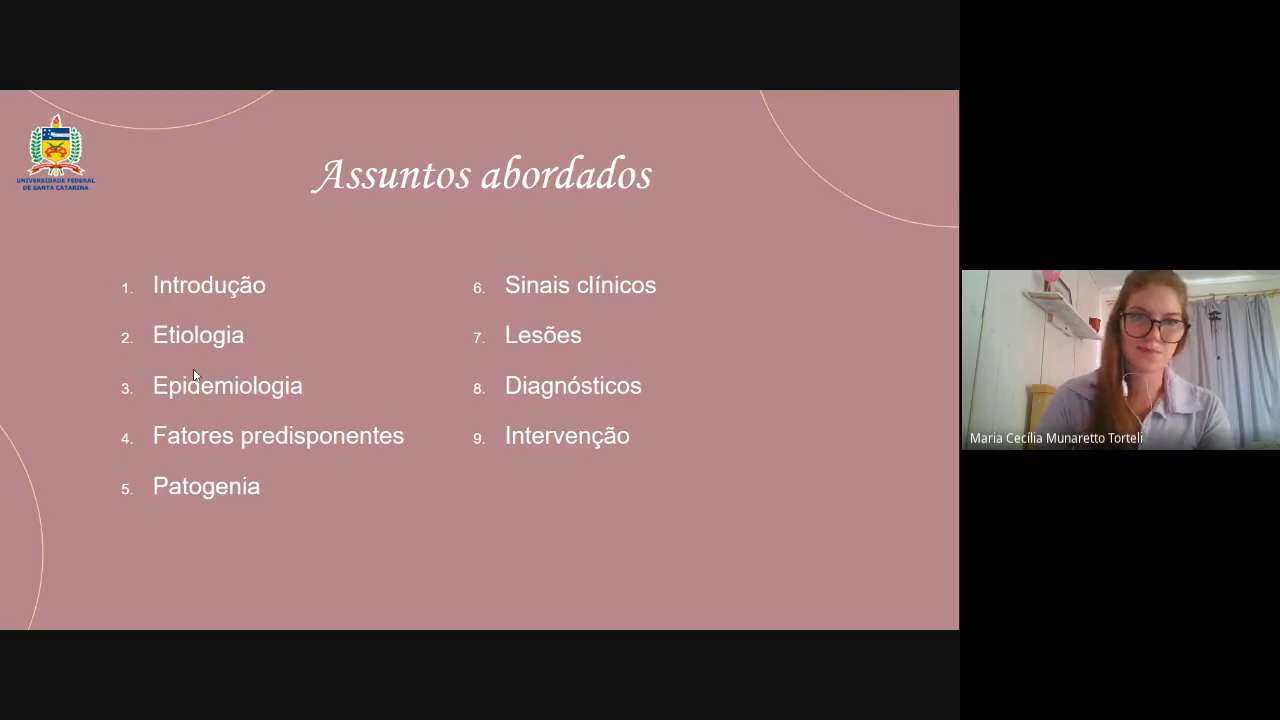 UNIVERSIDADE FEDERAL
DE SANTA CATARINA
Assuntos abordados
1. Introdução
2. Etiologia
3. Epidemiologia
4. Fatores predisponentes
5. Patogenia
6. Sinais clínicos
7. Lesões
8. Diagnósticos
9. Intervenção
Maria Cecília Munaretto Torteli